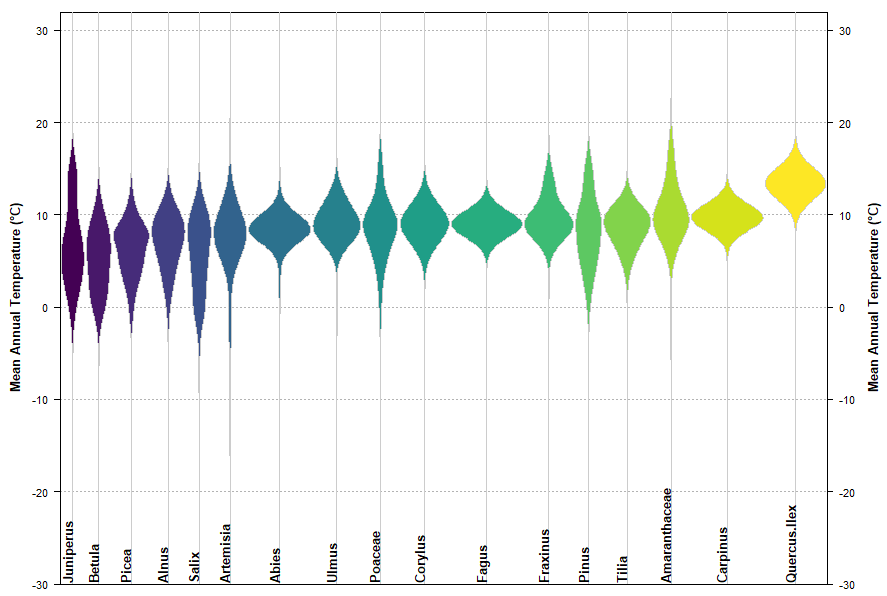 30
20
10
0
-10
-20
-30
Mean Annual Temperature (°C)
Juniperus
Betula
Picea
Alnus
Salix
Artemisia
Abies
Ulmus
Poaceae
Corylus
Fagus
Fraxinus
Pinus
Tilia
Amaranthaceae
Carpinus
Quercus.Ilex
30
20
10
0
-10
-20
-30
Mean Annual Temperature (°C)